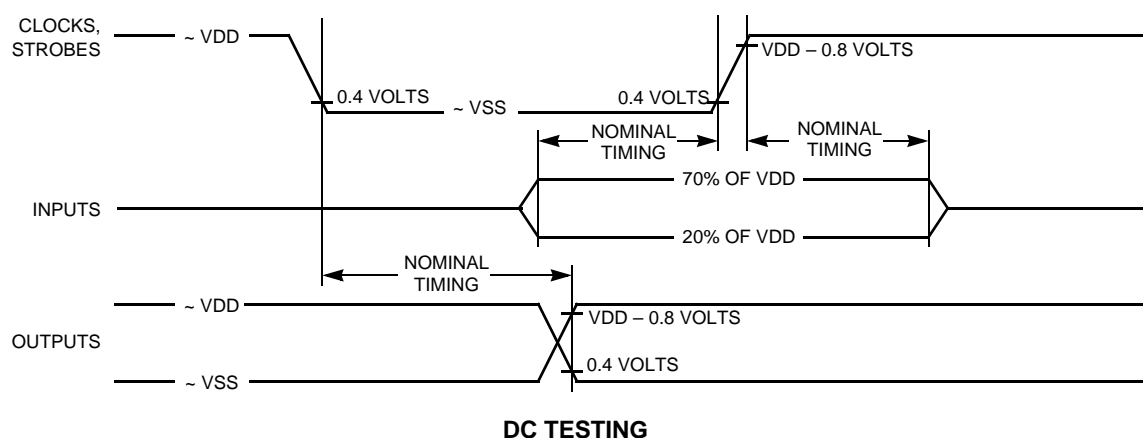 CLOCKS,
STROBES
~ VDD
VDD – 0.8 VOLTS
0.4 VOLTS
~ VSS
0.4 VOLTS
NOMINAL
TIMING
NOMINAL
TIMING
70% OF VDD
INPUTS
20% OF VDD
NOMINAL
TIMING
~ VDD
VDD – 0.8 VOLTS
OUTPUTS
0.4 VOLTS
~ VSS
DC TESTING